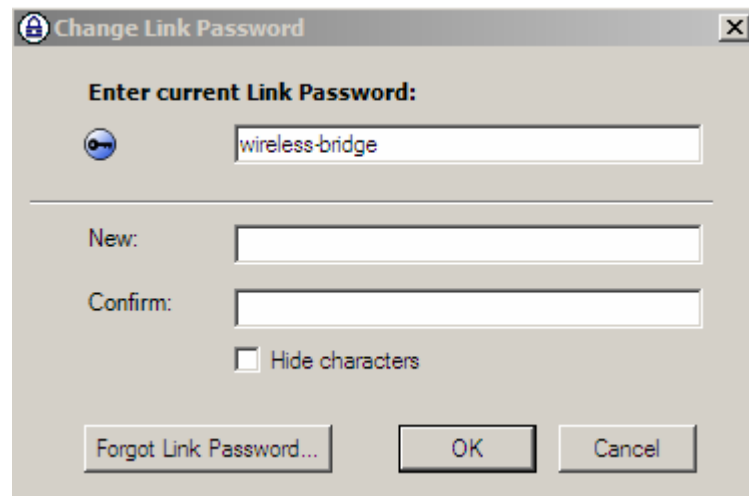 Change Link Password
Enter current Link Password:
wireless-bridge
New:
Confirm:
Hide characters
Forgot Link Password...
OK
Cancel